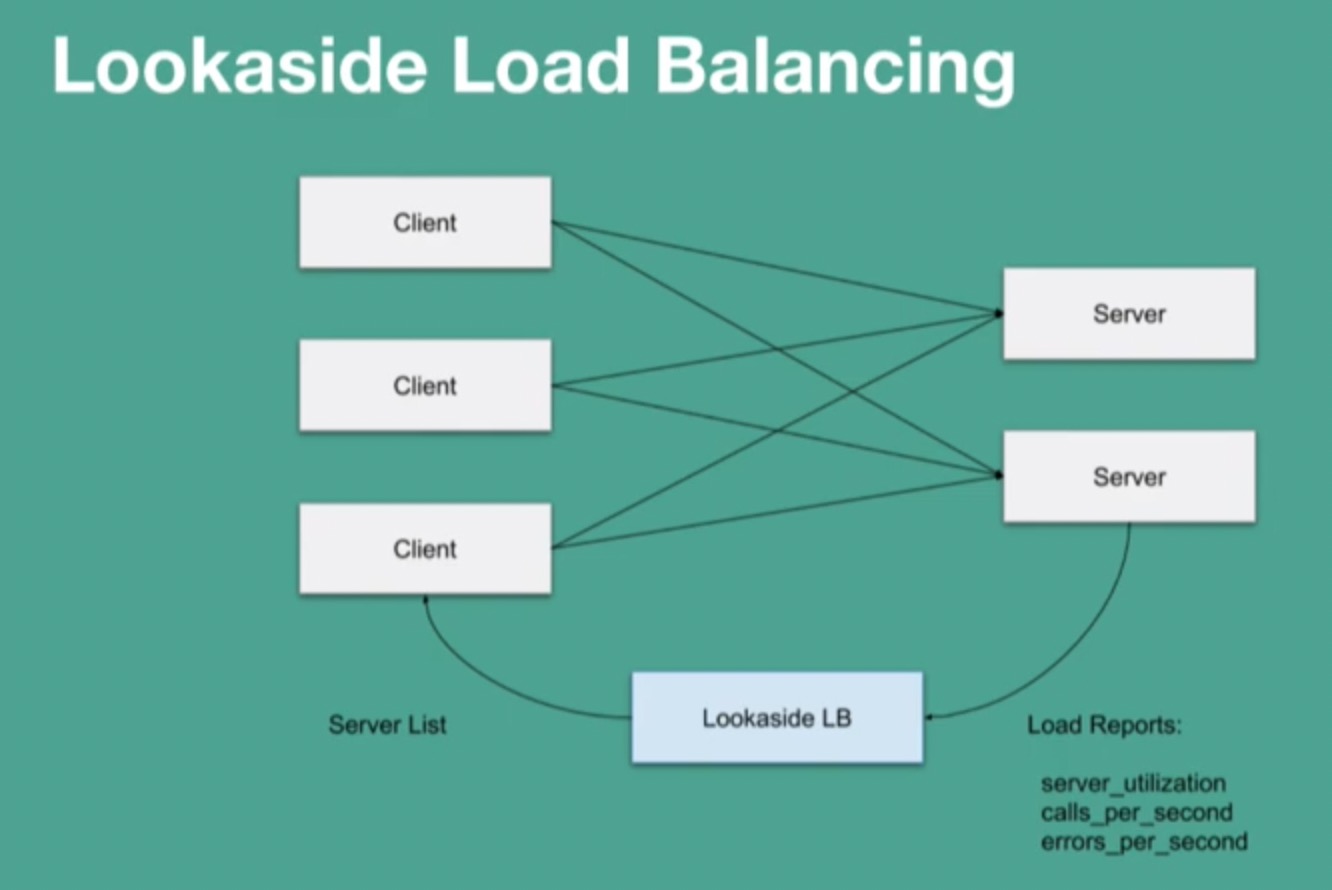 Lookaside Load Balancing
Client
Client
Client
Server
Server
Lookaside LB
Server List
Load Reports:
server_utilization
calls_per_second
errors_per_second